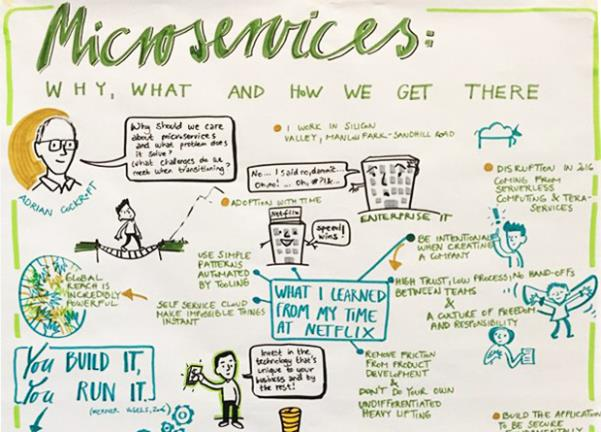 Microservices:
WHY, WHAT AND HOW WE GET THERE
Why should we care
about microservices
and what problem does
it solve?
What challenges do we
meet when transitioning?
ADRIAN COCKCROFT
I WORK IN SILICON
VALLEY, MANLOW PARK-SANDHILL ROAD
No... I said no, dammit...
Oh no! ... Oh, #?!&..
ENTERPRISE IT
DISRUPTION IN 2016
COMING FROM
SERVERLESS
COMPUTING & TERA-
SERVICES
ADOPTION WITH TIME
Netflix
speed
wins!
BE INTENTIONAL
WHEN CREATING
A COMPANY
USE SIMPLE
PATTERNS
AUTOMATED
BY TOOLING
SELF SERVICE CLOUD
MAKE IMPOSSIBLE THINGS
INSTANT
GLOBAL
REACH IS
INCREDIBLY
POWERFUL
WHAT I LEARNED
FROM MY TIME
AT NETFLIX
HIGH TRUST, LOW PROCESS, NO HAND-OFFS
BETWEEN TEAMS
&
A CULTURE OF FREEDOM
AND RESPONSIBILITY
You BUILD IT,
You RUN IT.
(WERNER VOGELS, 2006)
Invest in the
technology that's
unique to your
business and buy
the rest!
REMOVE FRICTION
FROM PRODUCT
DEVELOPMENT
&
DON'T DO YOUR OWN
UNDIFFERENTIATED
HEAVY LIFTING
BUILD THE APPLICATION
TO BE SECURE